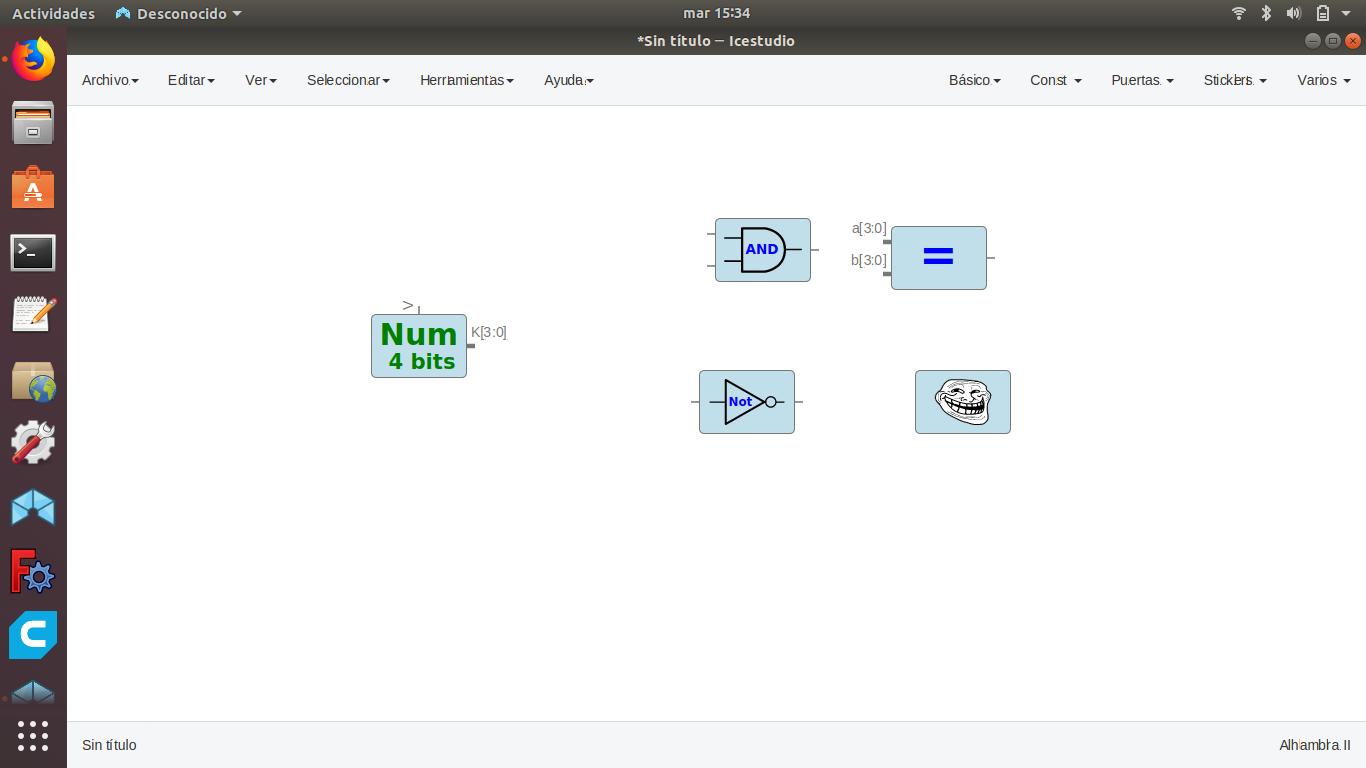 Actividades
Desconocido
mar 15:34
*Sin título — Icestudio
Archivo
Editar
Ver
Seleccionar
Herramientas
Ayuda
Básico
Const
Puertas
Stickers
Varios
AND
a[3:0]
b[3:0]
=
>
Num
K[3:0]
4 bits
Not
Sin título
Alhambra II